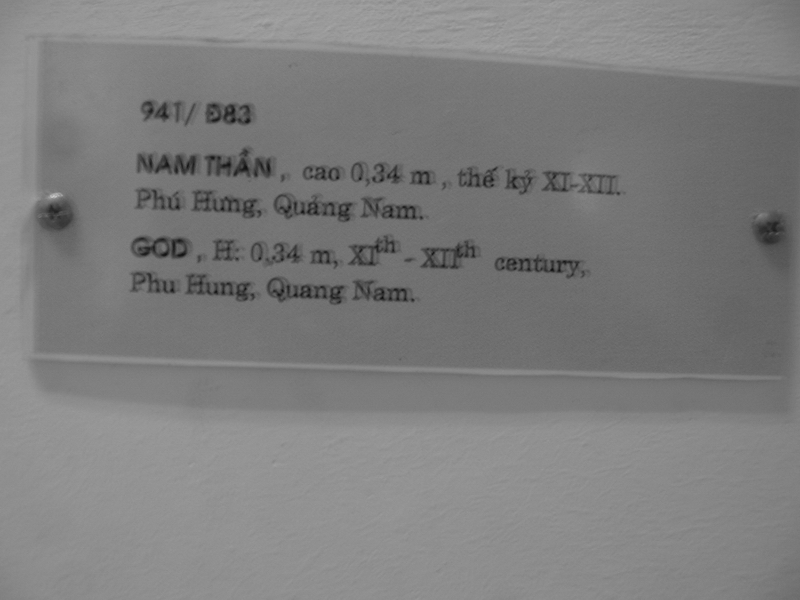 941/ Đ83
NAM THẦN, cao 0,34 m, thế kỷ XI-XII.
Phú Hưng, Quảng Nam.
GOD, H: 0,34 m, XIth - XIIth century,
Phu Hung, Quang Nam.